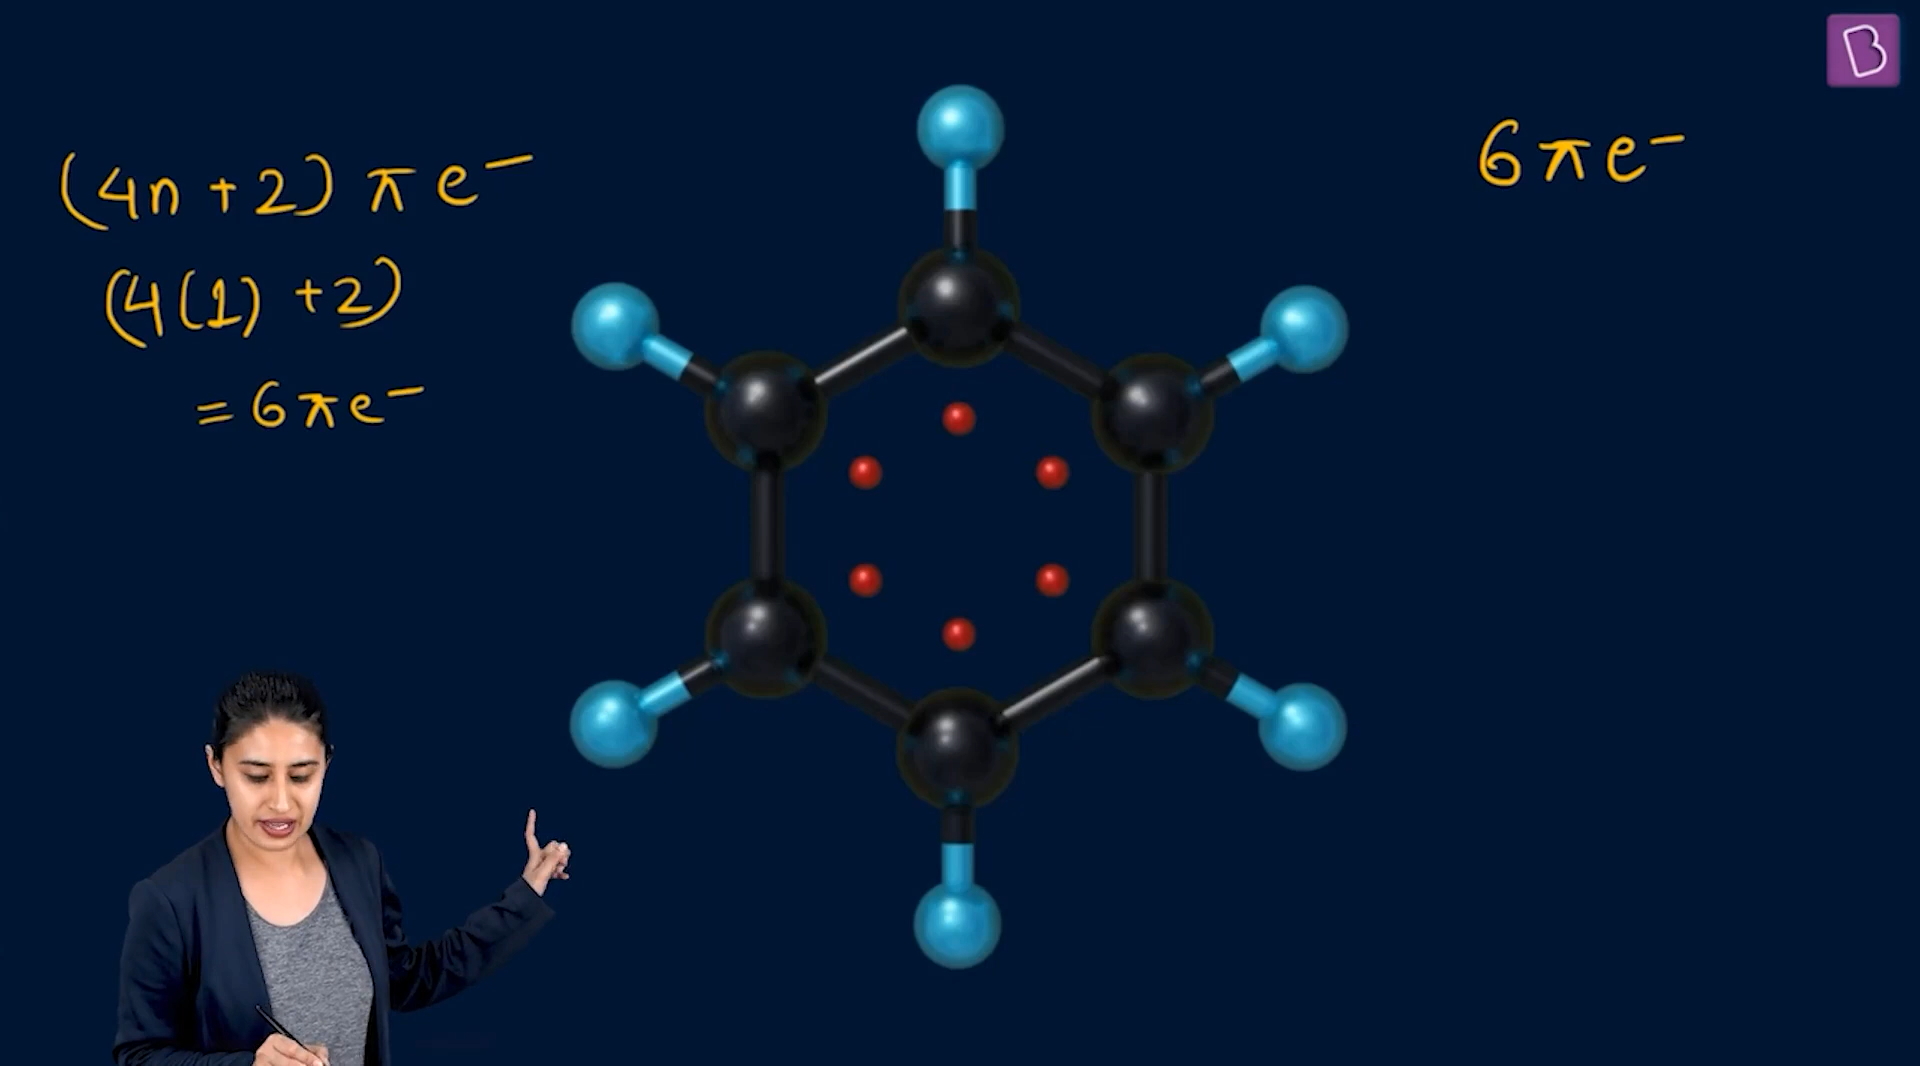 (4n+2) π e⁻
(4(1) +2)
= 6 π e⁻
6 π e⁻
B